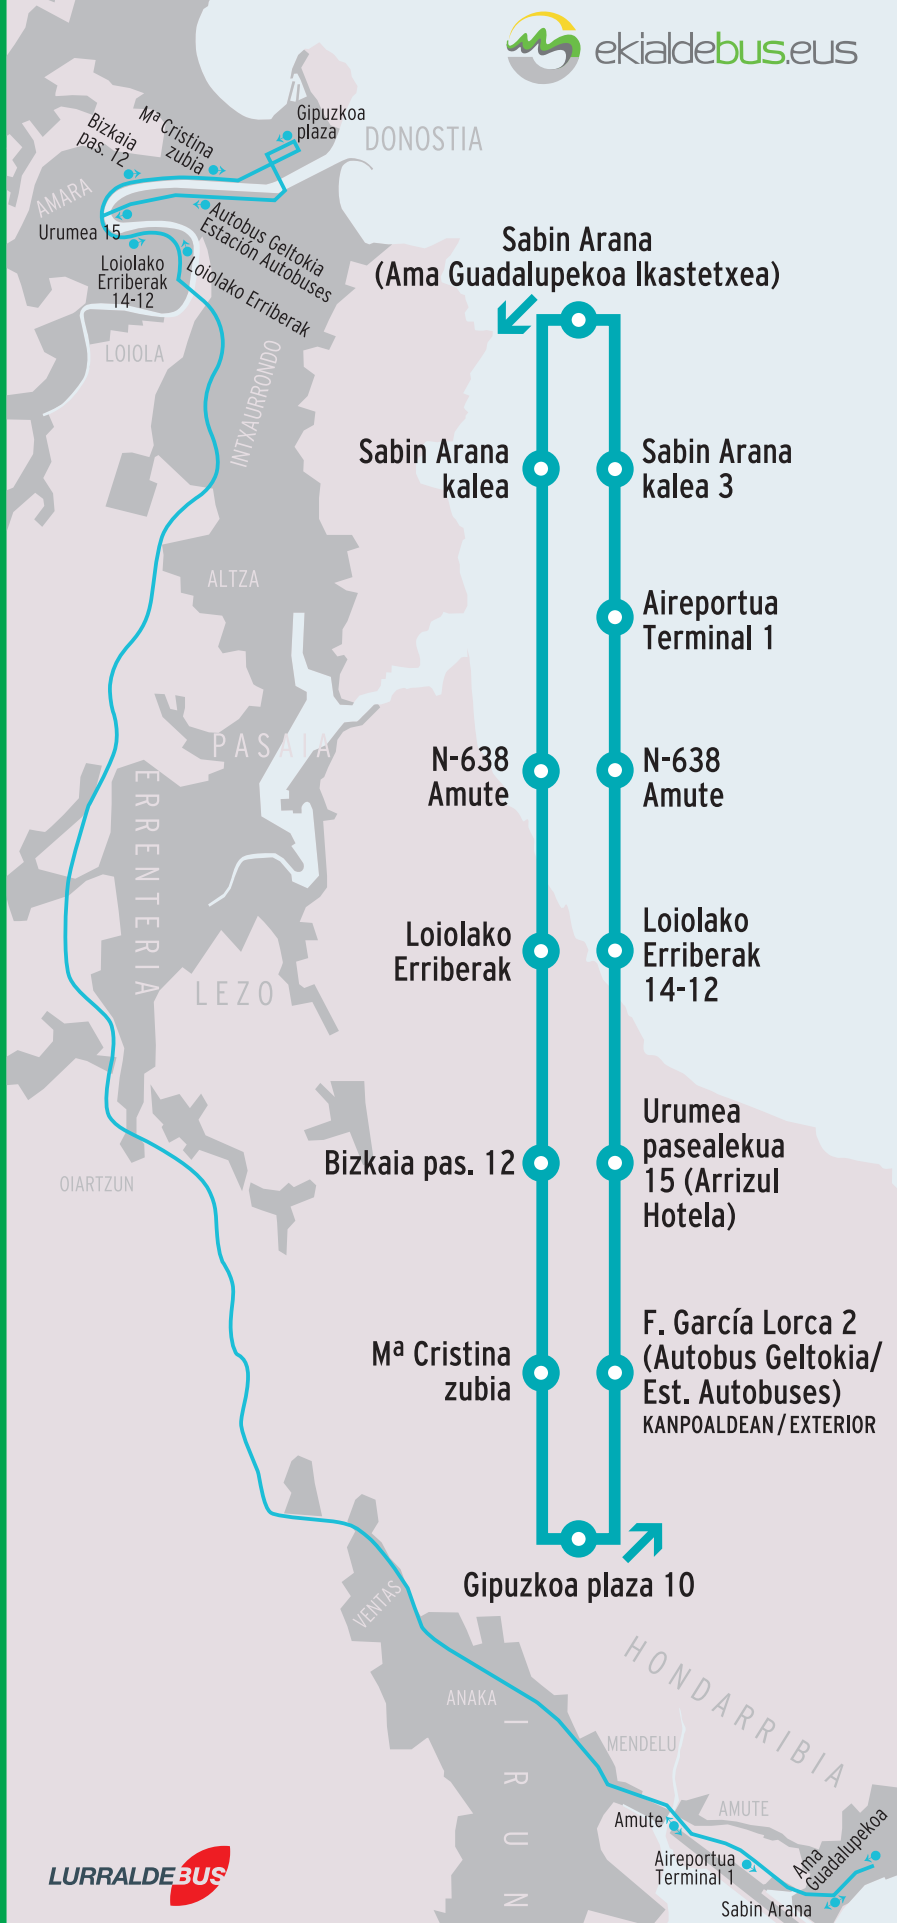 ekialdebus.eus
Gipuzkoa
plaza
DONOSTIA
Mª Cristina
zubia
Bizkaia
pas. 12
AMARA
Urumea 15
Autobus Geltokia
Estación Autobuses
Loiolako
Erriberak
14-12
Loiolako Erriberak
LOIOLA
INTXAURRONDO
Sabin Arana
(Ama Guadalupekoa Ikastetxea)
Sabin Arana
kalea
Sabin Arana
kalea 3
ALTZA
Aireportua
Terminal 1
PASAIA
N-638
Amute
N-638
Amute
ERRENTERIA
Loiolako
Erriberak
Loiolako
Erriberak
14-12
LEZO
Urumea
pasealekua
15 (Arrizul
Hotela)
Bizkaia pas. 12
OIARTZUN
Mª Cristina
zubia
F. García Lorca 2
(Autobus Geltokia/
Est. Autobuses)
KANPOALDEAN / EXTERIOR
Gipuzkoa plaza 10
VENTAS
HONDARRIBIA
ANAKA
IRUN
MENDELU
AMUTE
Amute
Aireportua
Terminal 1
Ama
Guadalupekoa
Sabin Arana
LURRALDEBUS